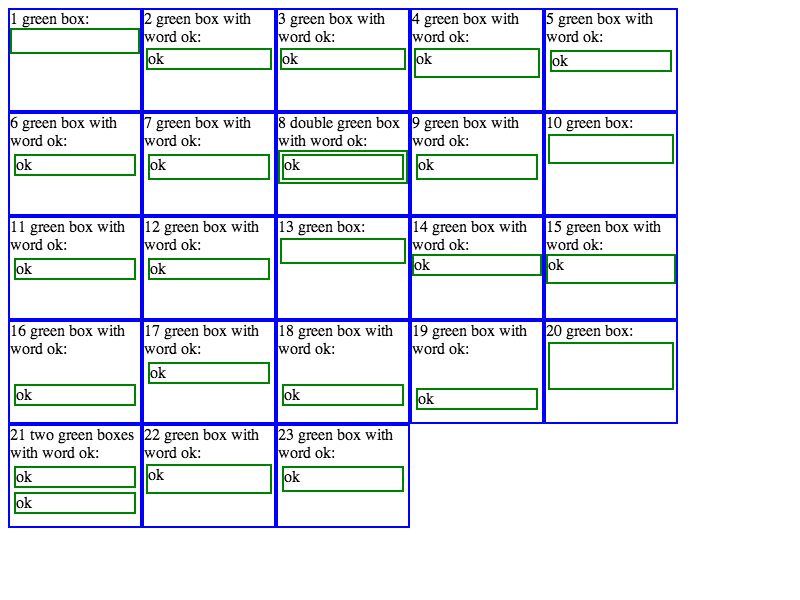 1 green box:
2 green box with
word ok:
ok
3 green box with
word ok:
ok
4 green box with
word ok:
ok
5 green box with
word ok:
ok
6 green box with
word ok:
ok
7 green box with
word ok:
ok
8 double green box
with word ok:
ok
9 green box with
word ok:
ok
10 green box:
11 green box with
word ok:
ok
12 green box with
word ok:
ok
13 green box:
14 green box with
word ok:
ok
15 green box with
word ok:
ok
16 green box with
word ok:
ok
17 green box with
word ok:
ok
18 green box with
word ok:
ok
19 green box with
word ok:
ok
20 green box:
21 two green boxes
with word ok:
ok
ok
22 green box with
word ok:
ok
23 green box with
word ok:
ok